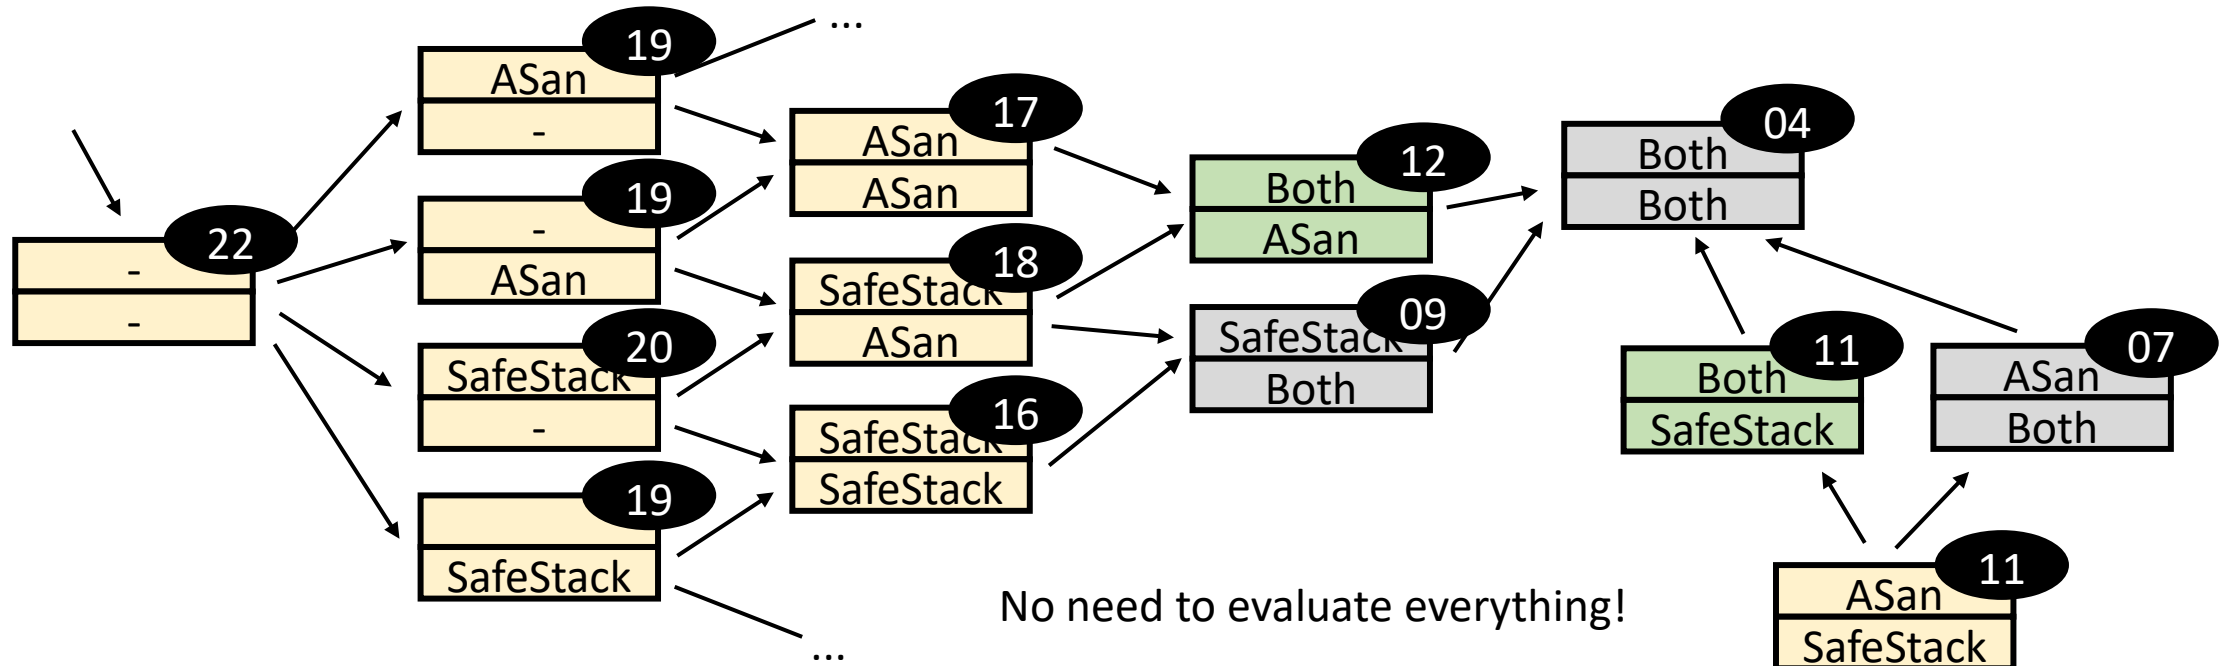 ...
19
ASan
-
19
-
ASan
20
SafeStack
-
19
SafeStack
...
22
-
-
17
ASan
ASan
18
SafeStack
ASan
16
SafeStack
SafeStack
12
Both
ASan
09
SafeStack
Both
04
Both
Both
11
Both
SafeStack
07
ASan
Both
11
ASan
SafeStack
No need to evaluate everything!